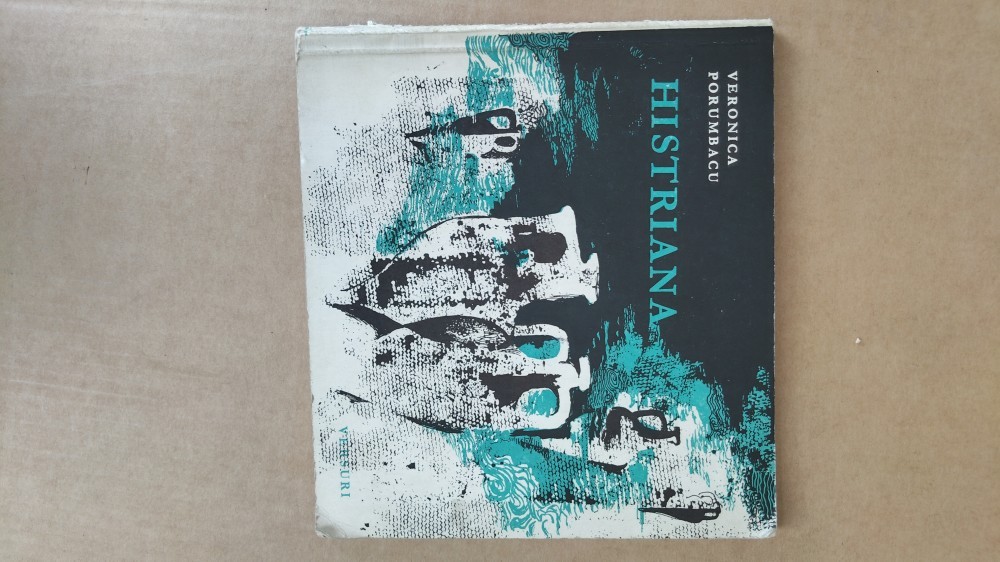 VERONICA
PORUMBACU
HISTRIANA
VERSURI